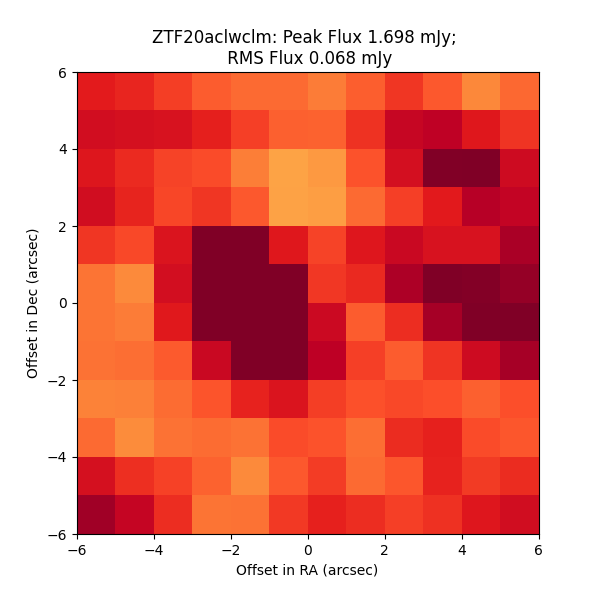 ZTF20aclwclm: Peak Flux 1.698 mJy;
RMS Flux 0.068 mJy
6
4
2
0
−2
−4
−6
Offset in Dec (arcsec)
−6 −4 −2 0 2 4 6
Offset in RA (arcsec)